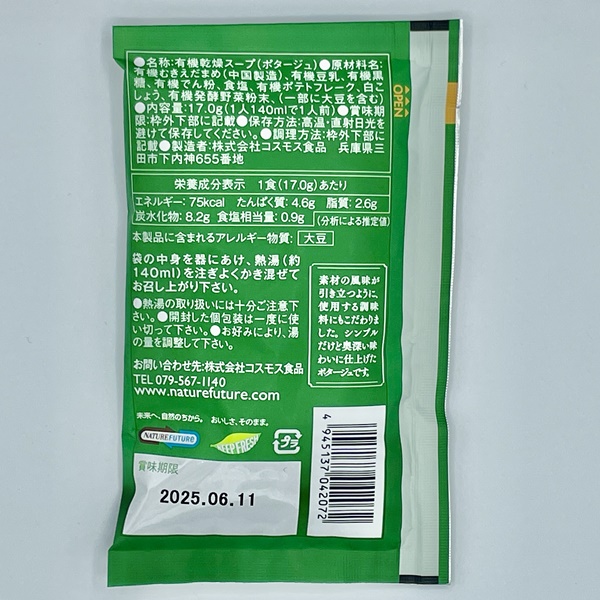 ●名称:有機乾燥スープ(ポタージュ)●原材料名:
有機むきえだまめ(中国製造)、有機豆乳、有機黒
糖、有機でん粉、食塩、有機ポテトフレーク、白こ
しょう、有機発酵野菜粉末、(一部に大豆を含む)
●内容量:17.0g(1人140mlで1人前)●賞味期
限:枠外下部に記載●保存方法:高温・直射日光を
避けて保存してください。●調理方法:枠外下部に
記載●製造者:株式会社コスモス食品 兵庫県三
田市下内神655番地
OPEN
栄養成分表示 1食(17.0g)あたり
エネルギー:75kcal たんぱく質:4.6g 脂質:2.6g
炭水化物:8.2g 食塩相当量:0.9g (分析による推定値)
本製品に含まれるアレルギー物質: 大豆
袋の中身を器にあけ、熱湯(約
140ml)を注ぎよくかき混ぜて
お召し上がり下さい。
●熱湯の取り扱いには十分ご注意下
さい。●開封した個包装は一度に使
い切って下さい。●お好みにより、湯
の量を調整して下さい。
素材の風味が
引き立つように、
使用する調味
料にもこだわりま
した。シンプル
だけど奥深い味
わいに仕上げた
ポタージュです。
お問い合わせ先:株式会社コスモス食品
TEL 079-567-1140
www.naturefuture.com
未来へ、自然のちから。 おいしさ、そのまま。
NATURE FUTURE
KEEP FRESH
プラ
賞味期限
2025.06.11
4 945137 042072